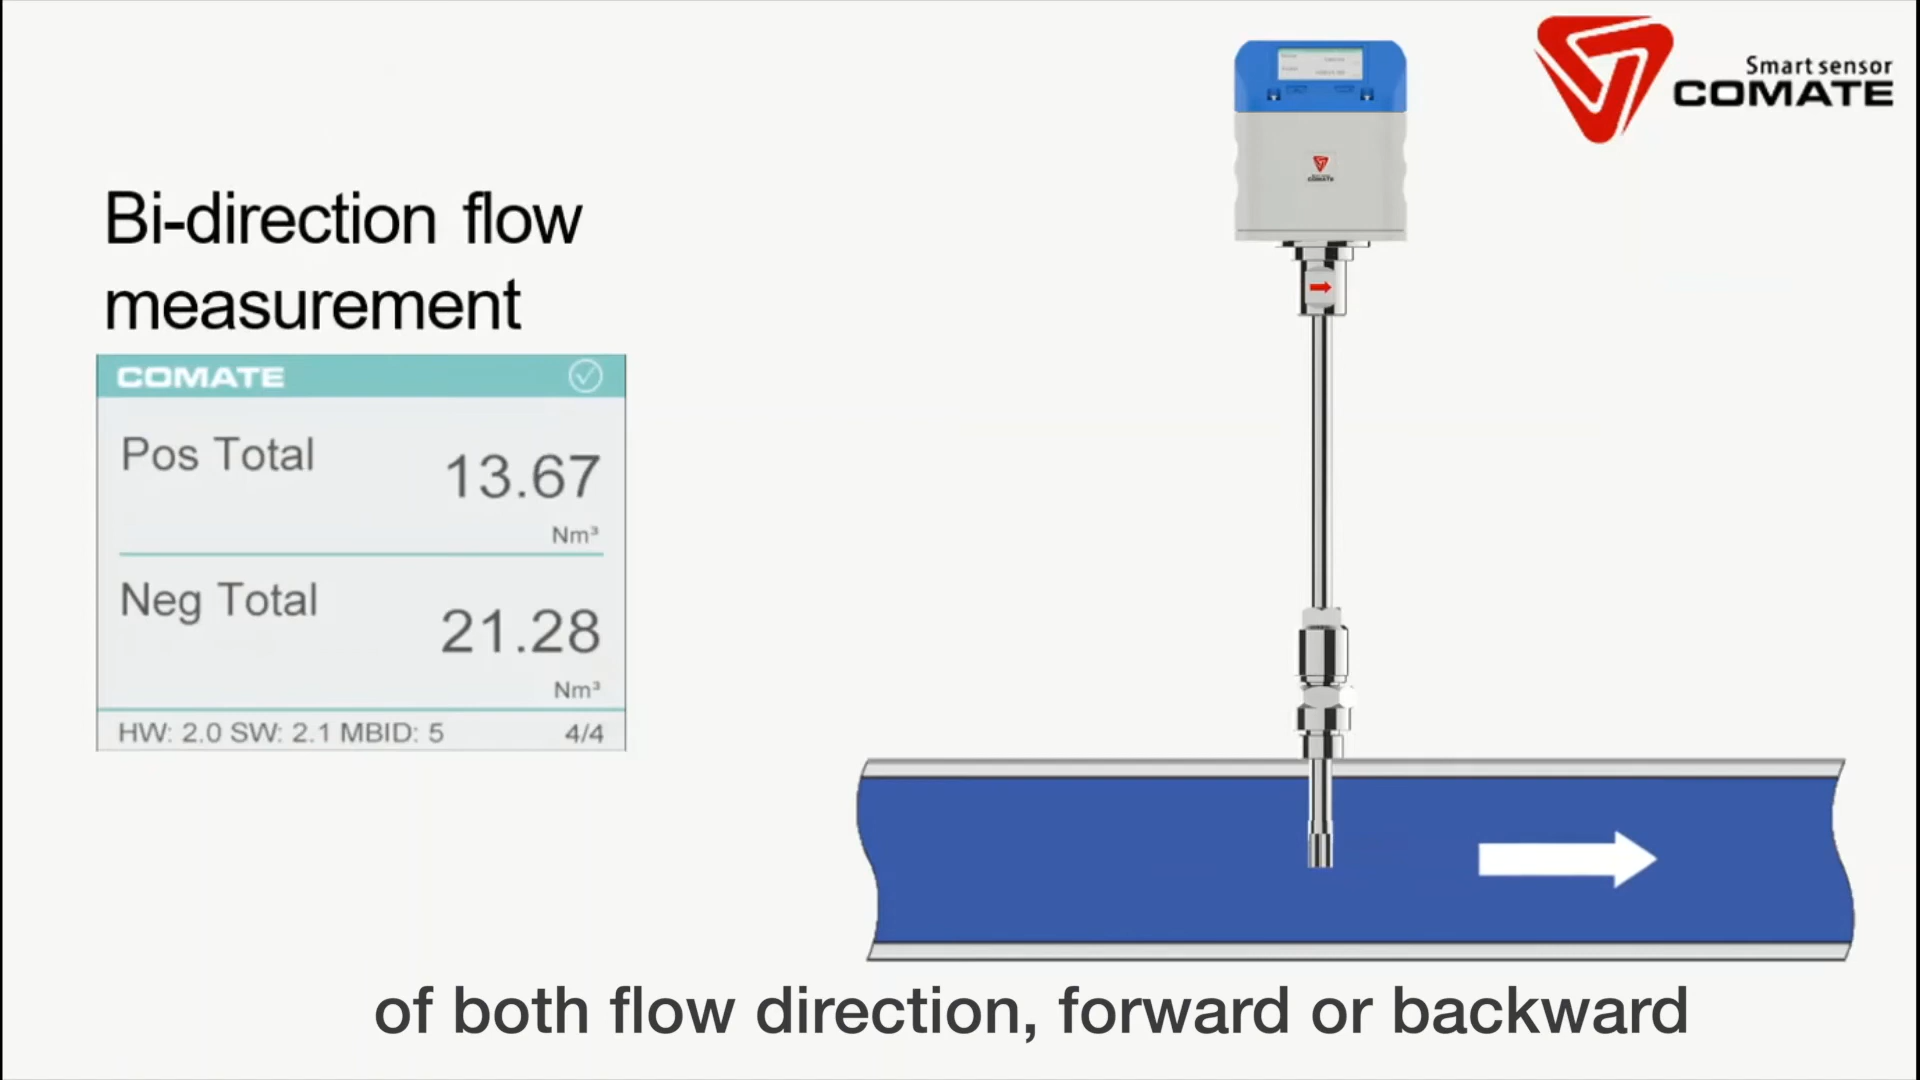 Smart sensor
COMATE
Bi-direction flow
measurement
COMATE
Pos Total
13.67
Nm³
Neg Total
21.28
Nm³
HW: 2.0 SW: 2.1 MBID: 5 4/4
COMATE
of both flow direction, forward or backward